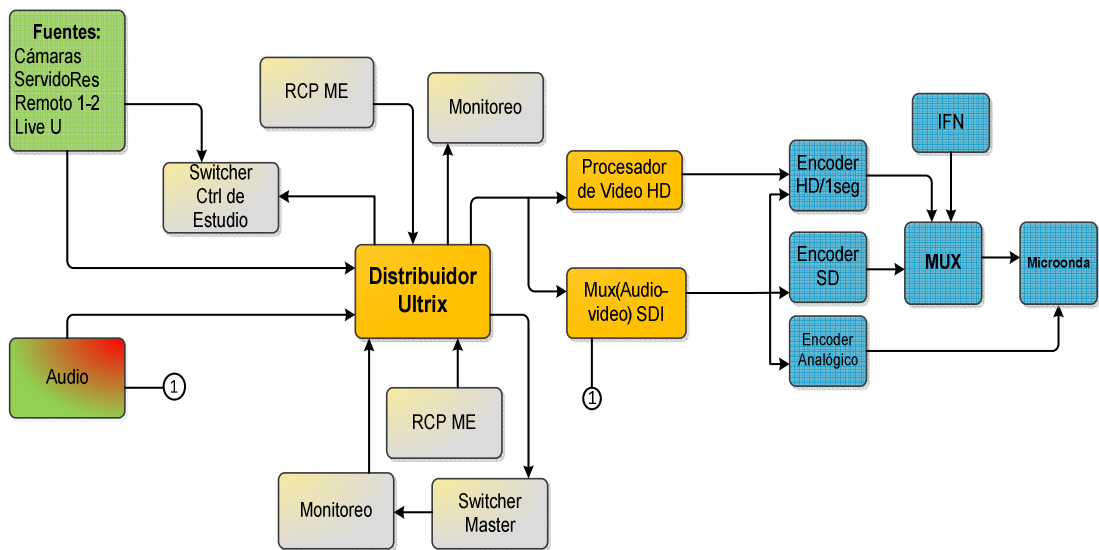 Fuentes:
Cámaras
ServidoRes
Remoto 1-2
Live U
RCP ME
Monitoreo
Switcher
Ctrl de
Estudio
Procesador
de Video HD
Encoder
HD/1seg
IFN
Distribuidor
Ultrix
Mux(Audio-
video) SDI
Encoder
SD
MUX
Microonda
Encoder
Analógico
Audio
1
1
RCP ME
Monitoreo
Switcher
Master